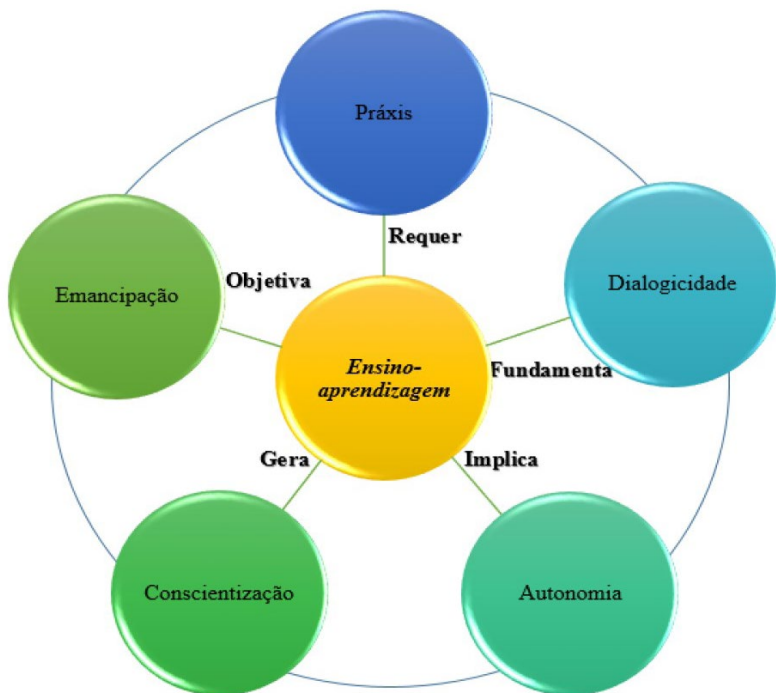 Práxis
Requer
Emancipação
Objetiva
Dialogicidade
Ensino-
aprendizagem
Fundamenta
Gera
Implica
Conscientização
Autonomia